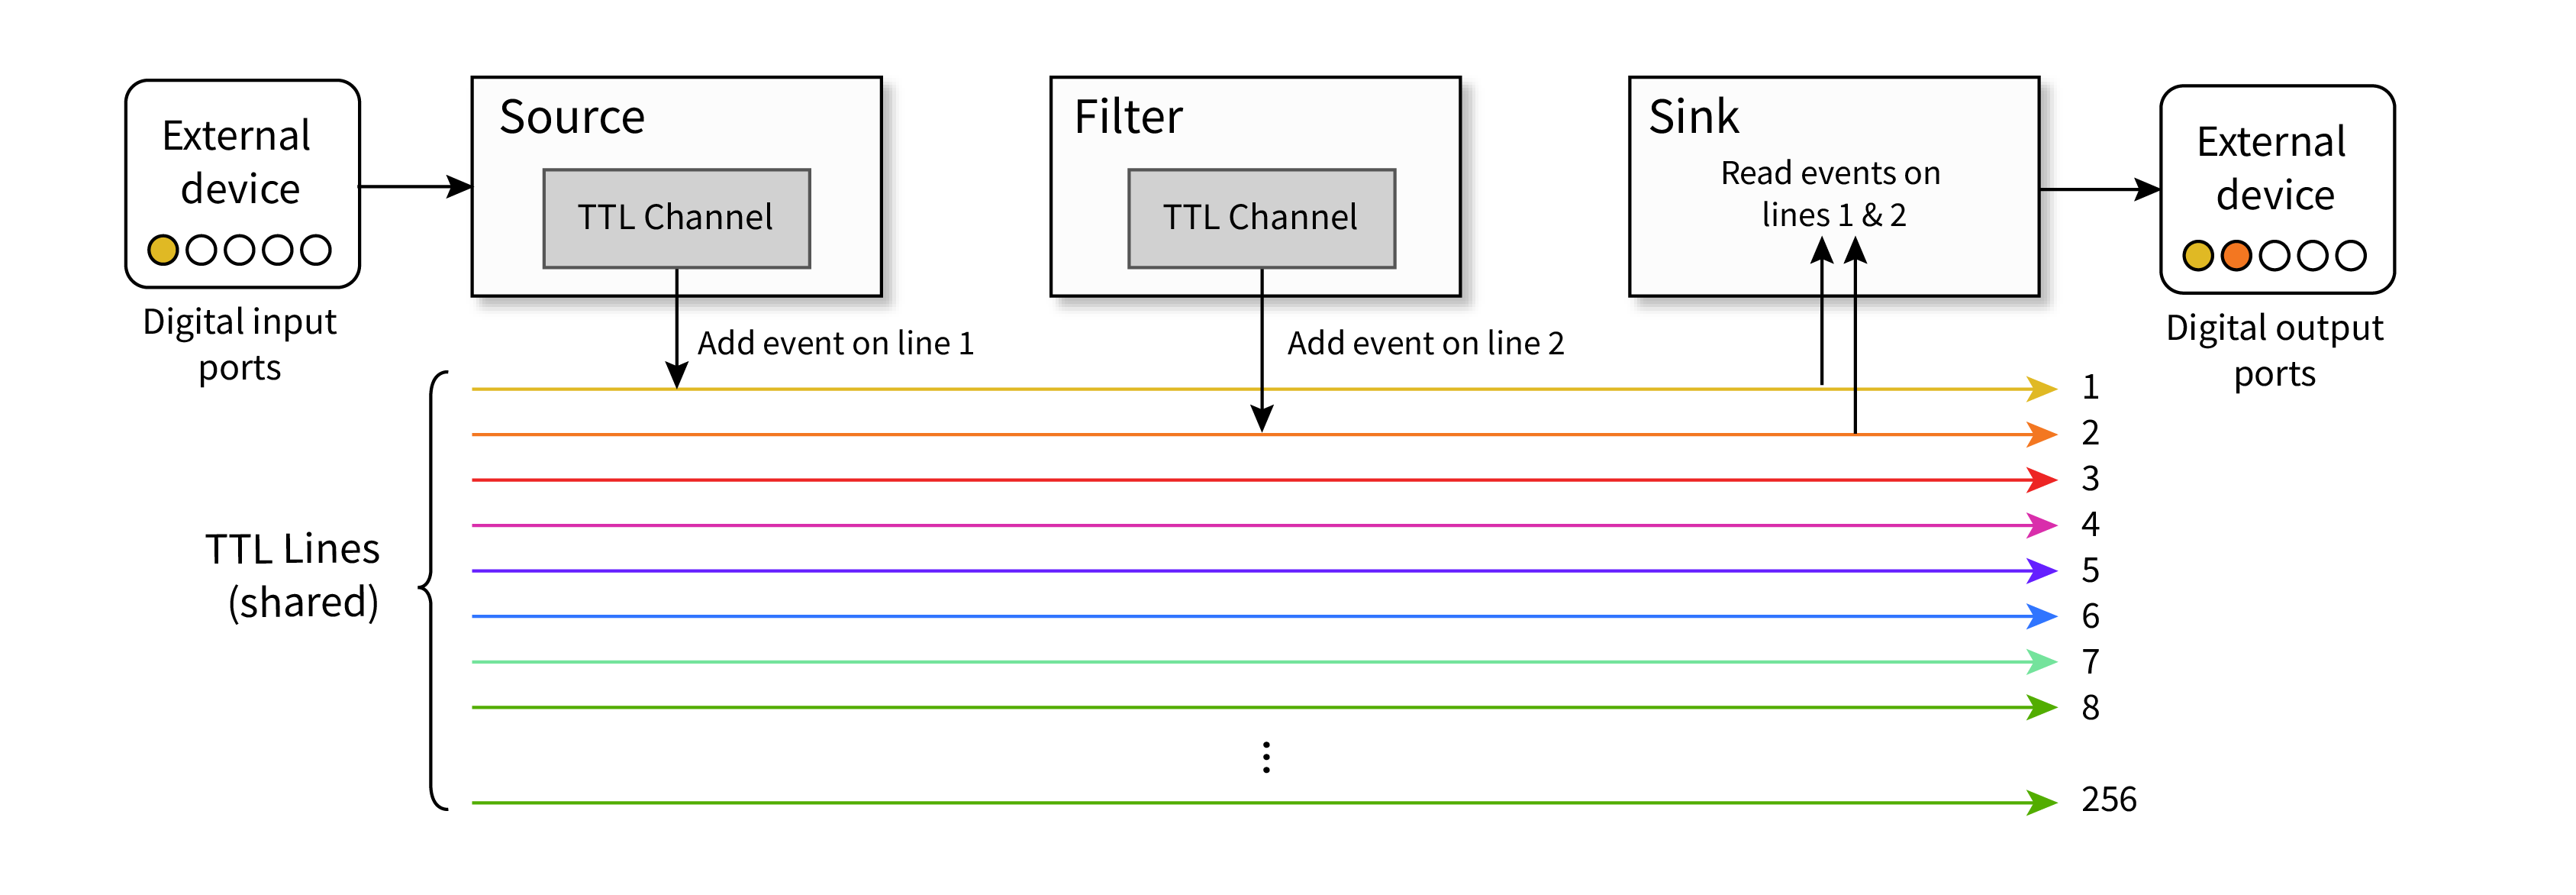 External
device
Digital input
ports
Source
TTL Channel
Add event on line 1
Filter
TTL Channel
Add event on line 2
Sink
Read events on
lines 1 & 2
External
device
Digital output
ports
TTL Lines
(shared)
1
2
3
4
5
6
7
8
256